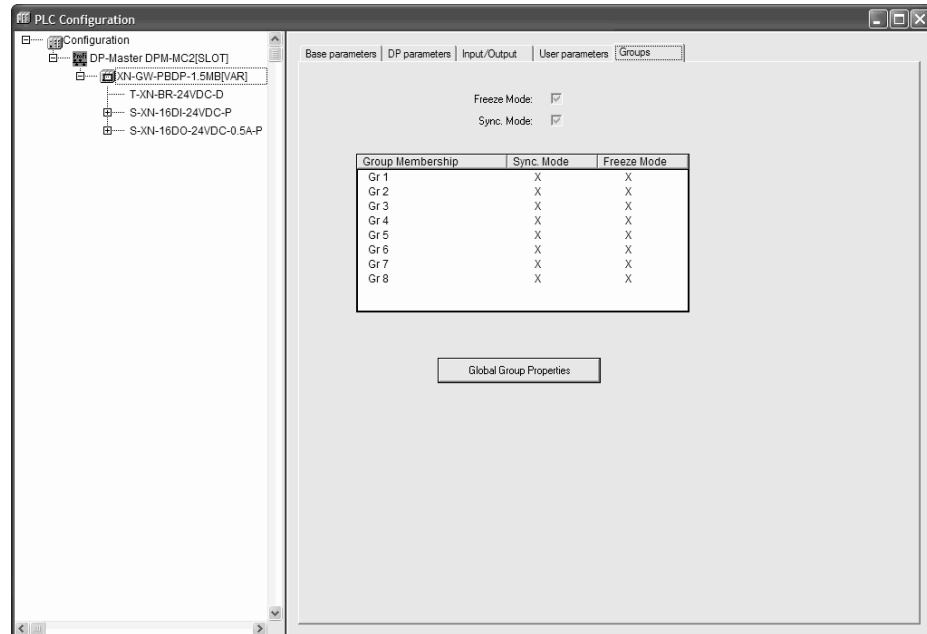 PLC Configuration
Configuration
DP-Master DPM-MC2[SLOT]
XN-GW-PBDP-1.5MB[VAR]
T-XN-BR-24VDC-D
S-XN-16DI-24VDC-P
S-XN-16DO-24VDC-0.5A-P
Base parameters DP parameters Input/Output User parameters Groups
Freeze Mode:
Sync. Mode:
Group Membership Sync. Mode Freeze Mode
Gr 1 X X
Gr 2 X X
Gr 3 X X
Gr 4 X X
Gr 5 X X
Gr 6 X X
Gr 7 X X
Gr 8 X X
Global Group Properties